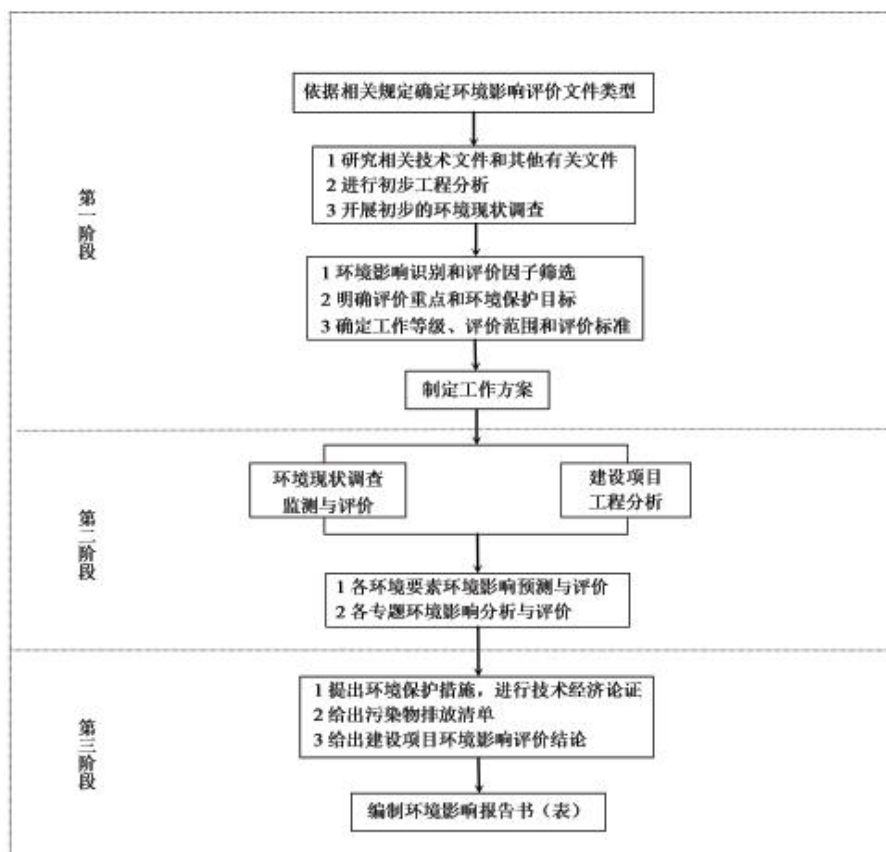 依据相关规定确定环境影响评价文件类型
1 研究相关技术文件和其他有关文件
2 进行初步工程分析
3 开展初步的环境现状调查
第一阶段
1 环境影响识别和评价因子筛选
2 明确评价重点和环境保护目标
3 确定工作等级、评价范围和评价标准
制定工作方案
第二阶段
环境现状调查
监测与评价
建设项目
工程分析
1 各环境要素环境影响预测与评价
2 各专题环境影响分析与评价
第三阶段
1 提出环境保护措施，进行技术经济论证
2 给出污染物排放清单
3 给出建设项目环境影响评价结论
编制环境影响报告书（表）